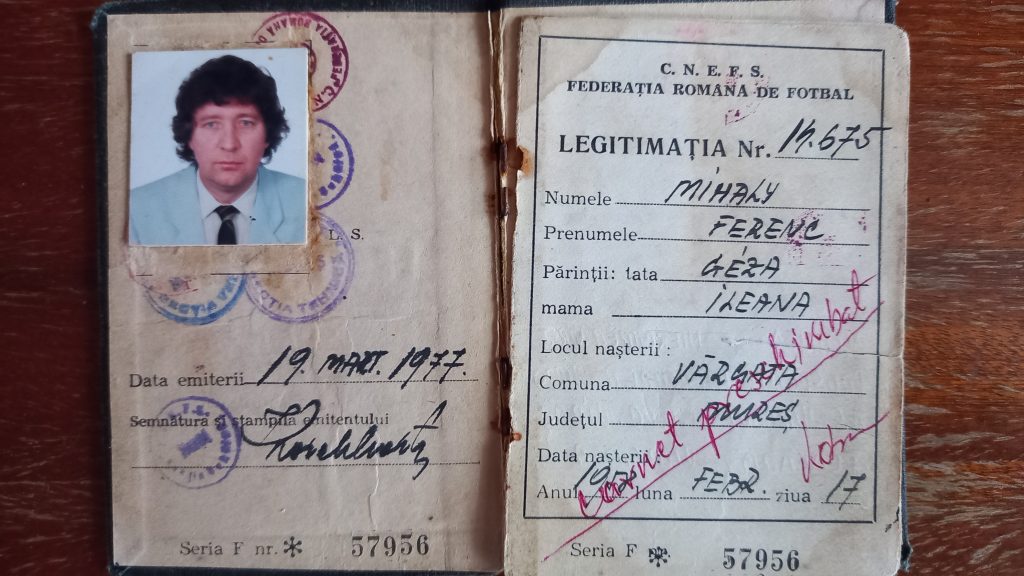 L. S.
Data emiterii 19. MART. 1977.
Semnătura și stampila emitentului
Seria F nr. * 57956
C. N. E. F. S.
FEDERAȚIA ROMÂNĂ DE FOTBAL
LEGITIMAȚIA Nr. 14.675
Numele MIHALY
Prenumele FERENC
Părinții: tata GÉZA
mama ILEANA
Locul nașterii :
Comuna VĂRGATA
Județul MUREȘ
Data nașterii
Anul luna FEBR. ziua 17
carnet preschimbat
Seria F * 57956